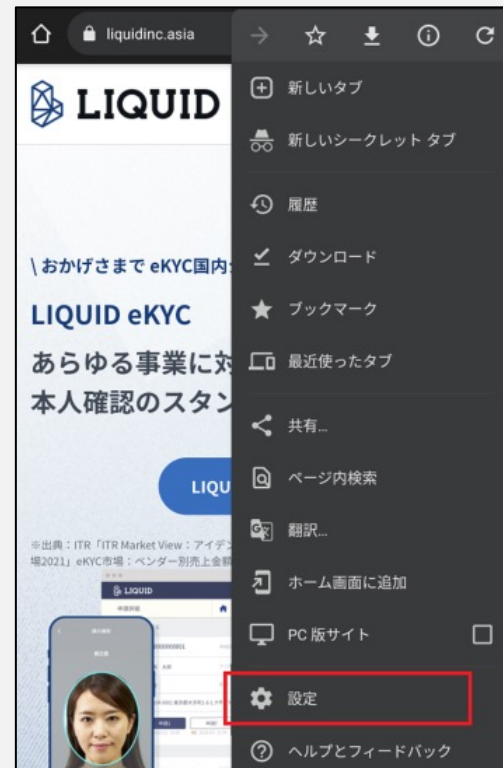 liquidinc.asia
LIQUID
\ おかげさまで eKYC国内
LIQUID eKYC
あらゆる事業に対
本人確認のスタン
LIQU
※出典：ITR「ITR Market View：アイデン
場2021」eKYC市場：ベンダー別売上金額
LIQUID
申請詳細
新しいタブ
新しいシークレット タブ
履歴
ダウンロード
ブックマーク
最近使ったタブ
共有...
ページ内検索
翻訳...
ホーム画面に追加
PC 版サイト
設定
ヘルプとフィードバック